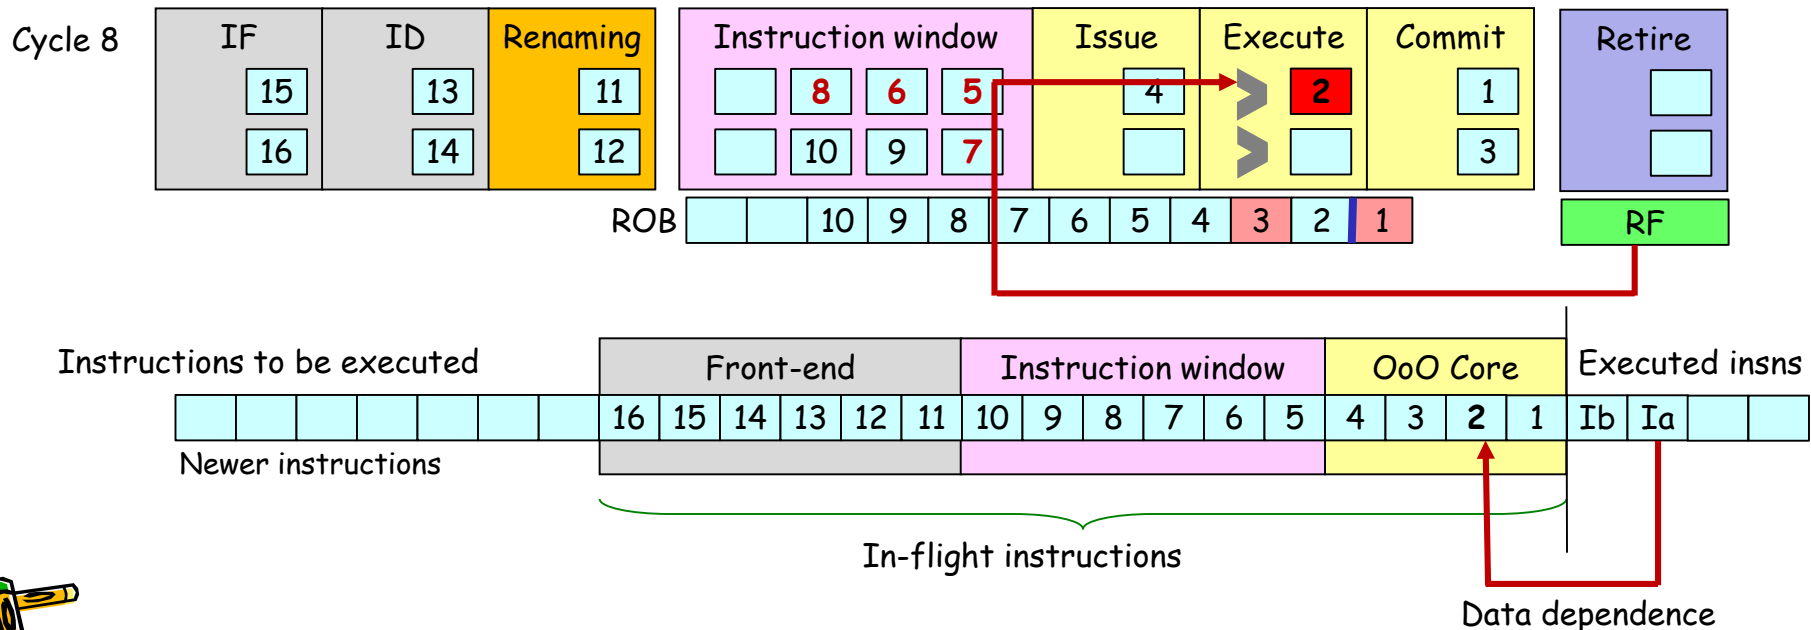 Cycle 8
IF ID Renaming Instruction window Issue Execute Commit Retire
15 13 11 8 6 5 4 2 1
16 14 12 10 9 7 3
ROB 10 9 8 7 6 5 4 3 2 1 RF
Instructions to be executed Front-end Instruction window OoO Core Executed insns
16 15 14 13 12 11 10 9 8 7 6 5 4 3 2 1 Ib Ia
Newer instructions
In-flight instructions
Data dependence